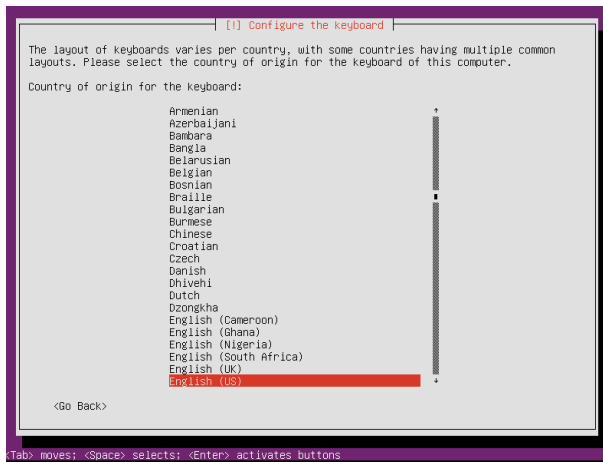 [!] Configure the keyboard
The layout of keyboards varies per country, with some countries having multiple common
layouts. Please select the country of origin for the keyboard of this computer.
Country of origin for the keyboard:
Armenian
Azerbaijani
Bambara
Bangla
Belarusian
Belgian
Bosnian
Braille
Bulgarian
Burmese
Chinese
Croatian
Czech
Danish
Dhivehi
Dutch
Dzongkha
English (Cameroon)
English (Ghana)
English (Nigeria)
English (South Africa)
English (UK)
English (US)
<Go Back>
<Tab> moves; <Space> selects; <Enter> activates buttons